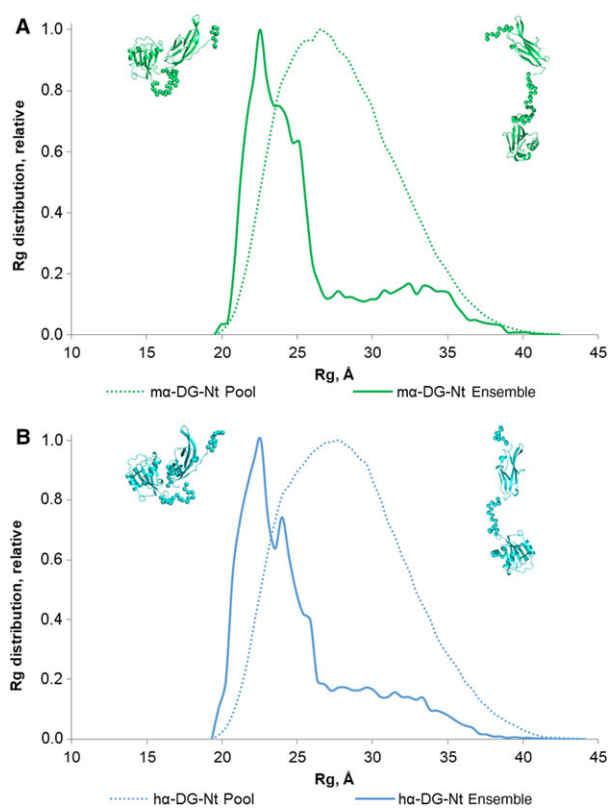 A
Rg distribution, relative
1.0
0.8
0.6
0.4
0.2
0.0
10 15 20 25 30 35 40 45
Rg, Å
mα-DG-Nt Pool mα-DG-Nt Ensemble
B
Rg distribution, relative
1.0
0.8
0.6
0.4
0.2
0.0
10 15 20 25 30 35 40 45
Rg, Å
hα-DG-Nt Pool hα-DG-Nt Ensemble